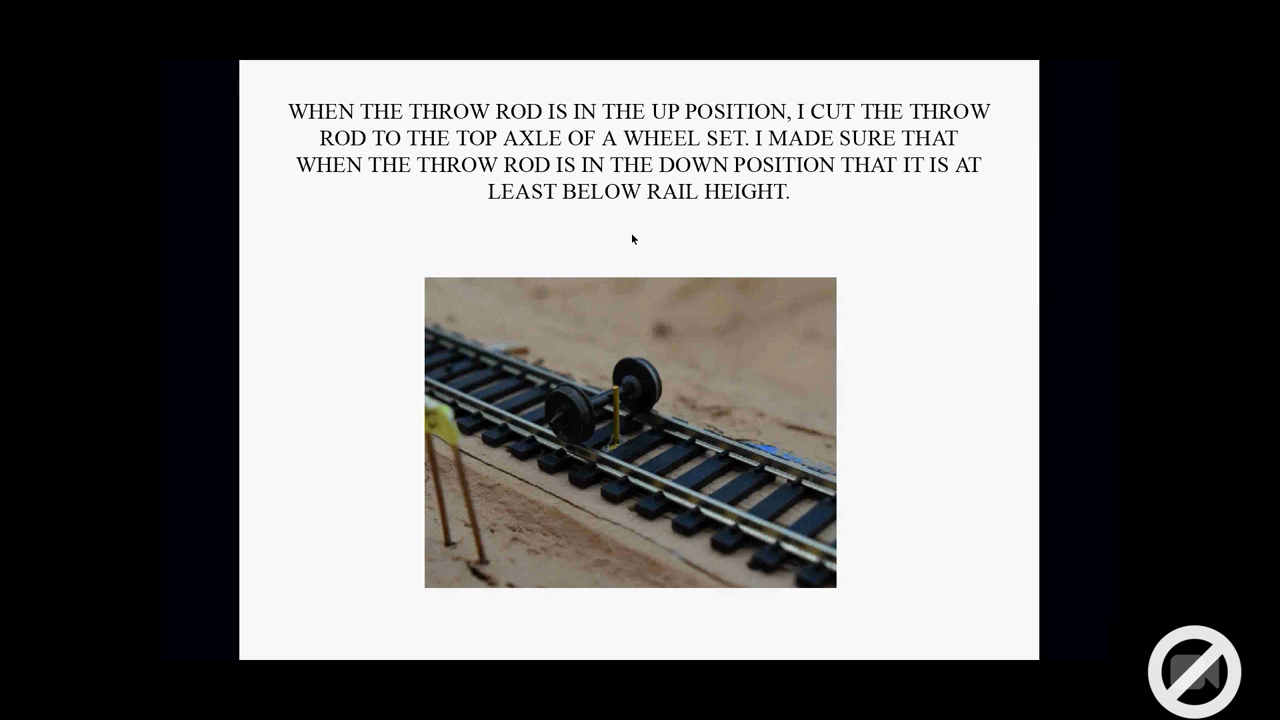 WHEN THE THROW ROD IS IN THE UP POSITION, I CUT THE THROW
ROD TO THE TOP AXLE OF A WHEEL SET. I MADE SURE THAT
WHEN THE THROW ROD IS IN THE DOWN POSITION THAT IT IS AT
LEAST BELOW RAIL HEIGHT.